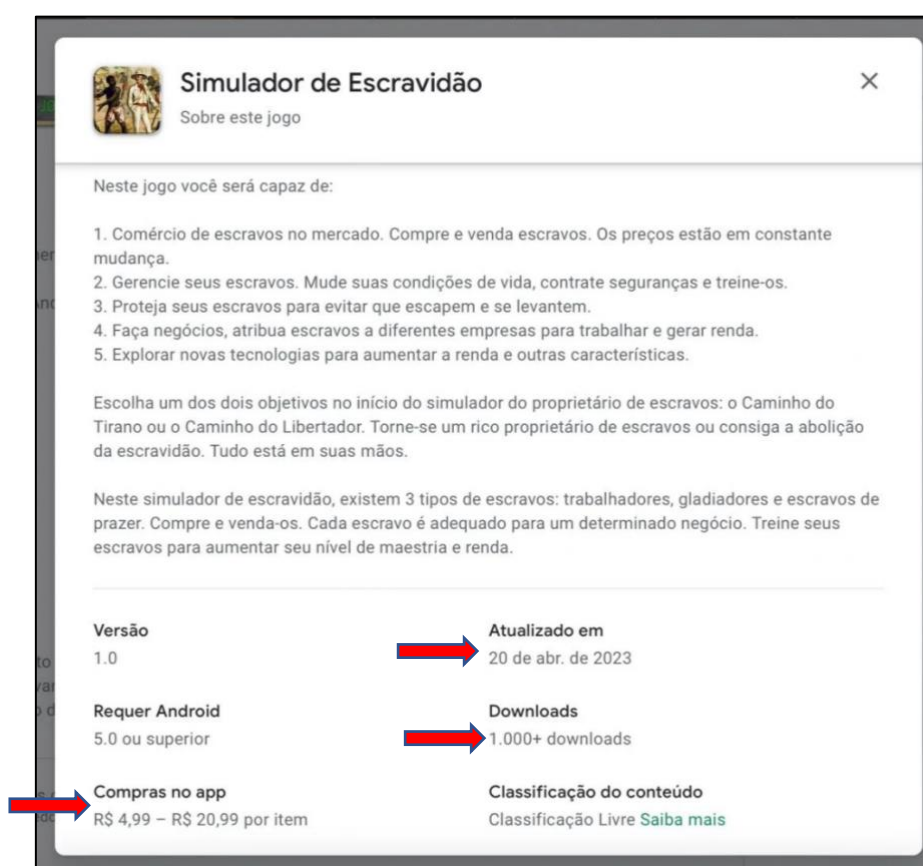 Simulador de Escravidão
Sobre este jogo
Neste jogo você será capaz de:
1. Comércio de escravos no mercado. Compre e venda escravos. Os preços estão em constante
mudança.
2. Gerencie seus escravos. Mude suas condições de vida, contrate seguranças e treine-os.
3. Proteja seus escravos para evitar que escapem e se levantem.
4. Faça negócios, atribua escravos a diferentes empresas para trabalhar e gerar renda.
5. Explorar novas tecnologias para aumentar a renda e outras características.
Escolha um dos dois objetivos no início do simulador do proprietário de escravos: o Caminho do
Tirano ou o Caminho do Libertador. Torne-se um rico proprietário de escravos ou consiga a abolição
da escravidão. Tudo está em suas mãos.
Neste simulador de escravidão, existem 3 tipos de escravos: trabalhadores, gladiadores e escravos de
prazer. Compre e venda-os. Cada escravo é adequado para um determinado negócio. Treine seus
escravos para aumentar seu nível de maestria e renda.
Versão
1.0
Atualizado em
20 de abr. de 2023
Requer Android
5.0 ou superior
Downloads
1.000+ downloads
Compras no app
R$ 4,99 – R$ 20,99 por item
Classificação do conteúdo
Classificação Livre Saiba mais